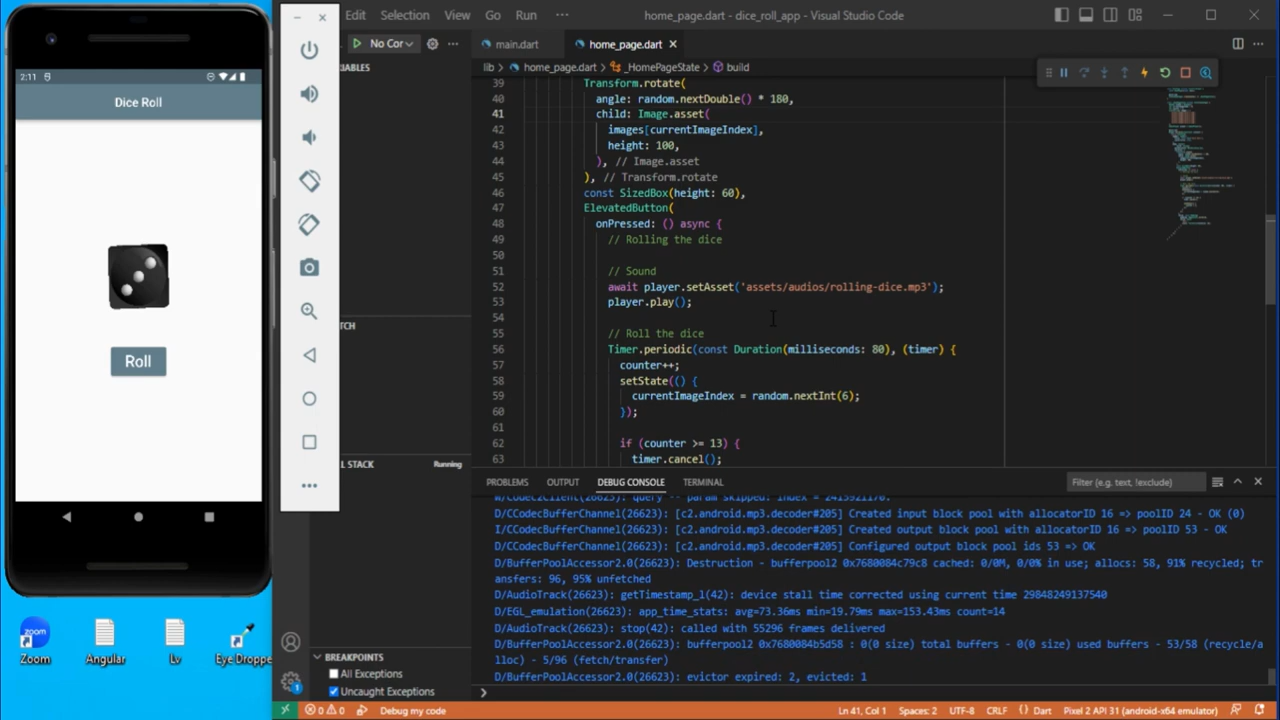 2:11
Dice Roll
Roll
Zoom
Angular
Lv
Eye Droppe
Edit Selection View Go Run ···
home_page.dart - dice_roll_app - Visual Studio Code
No Cor
main.dart
home_page.dart
lib > home_page.dart > _HomePageState > build
IABLES
TCH
L STACK
Running
BREAKPOINTS
All Exceptions
Uncaught Exceptions
39 Transform.rotate(
40 angle: random.nextDouble() * 180,
41 child: Image.asset(
42 images[currentImageIndex],
43 height: 100,
44 ), // Image.asset
45 ), // Transform.rotate
46 const SizedBox(height: 60),
47 ElevatedButton(
48 onPressed: () async {
49 // Rolling the dice
50
51 // Sound
52 await player.setAsset('assets/audios/rolling-dice.mp3');
53 player.play();
54
55 // Roll the dice
56 Timer.periodic(const Duration(milliseconds: 80), (timer) {
57 counter++;
58 setState(() {
59 currentImageIndex = random.nextInt(6);
60 });
61
62 if (counter >= 13) {
63 timer.cancel();
PROBLEMS OUTPUT DEBUG CONSOLE TERMINAL
Filter (e.g. text, !exclude)
W/Codec2Client(26623): query -- param skipped: index = 2415921170.
D/CCodecBufferChannel(26623): [c2.android.mp3.decoder#205] Created input block pool with allocatorID 16 => poolID 24 - OK (0)
I/CCodecBufferChannel(26623): [c2.android.mp3.decoder#205] Created output block pool with allocatorID 16 => poolID 53 - OK
D/CCodecBufferChannel(26623): [c2.android.mp3.decoder#205] Configured output block pool ids 53 => OK
D/BufferPoolAccessor2.0(26623): Destruction - bufferpool2 0x7680084c79c8 cached: 0/0M, 0/0% in use; allocs: 58, 91% recycled; tr
ansfers: 96, 95% unfetched
D/AudioTrack(26623): getTimestamp_l(42): device stall time corrected using current time 29848249137540
D/EGL_emulation(26623): app_time_stats: avg=73.36ms min=19.79ms max=153.43ms count=14
D/AudioTrack(26623): stop(42): called with 55296 frames delivered
D/BufferPoolAccessor2.0(26623): bufferpool2 0x7680084b5d58 : 0(0 size) total buffers - 0(0 size) used buffers - 53/58 (recycle/a
lloc) - 5/96 (fetch/transfer)
D/BufferPoolAccessor2.0(26623): evictor expired: 2, evicted: 1
0 0 Debug my code
Ln 41, Col 1 Spaces: 2 UTF-8 CRLF {} Dart Pixel 2 API 31 (android-x64 emulator)